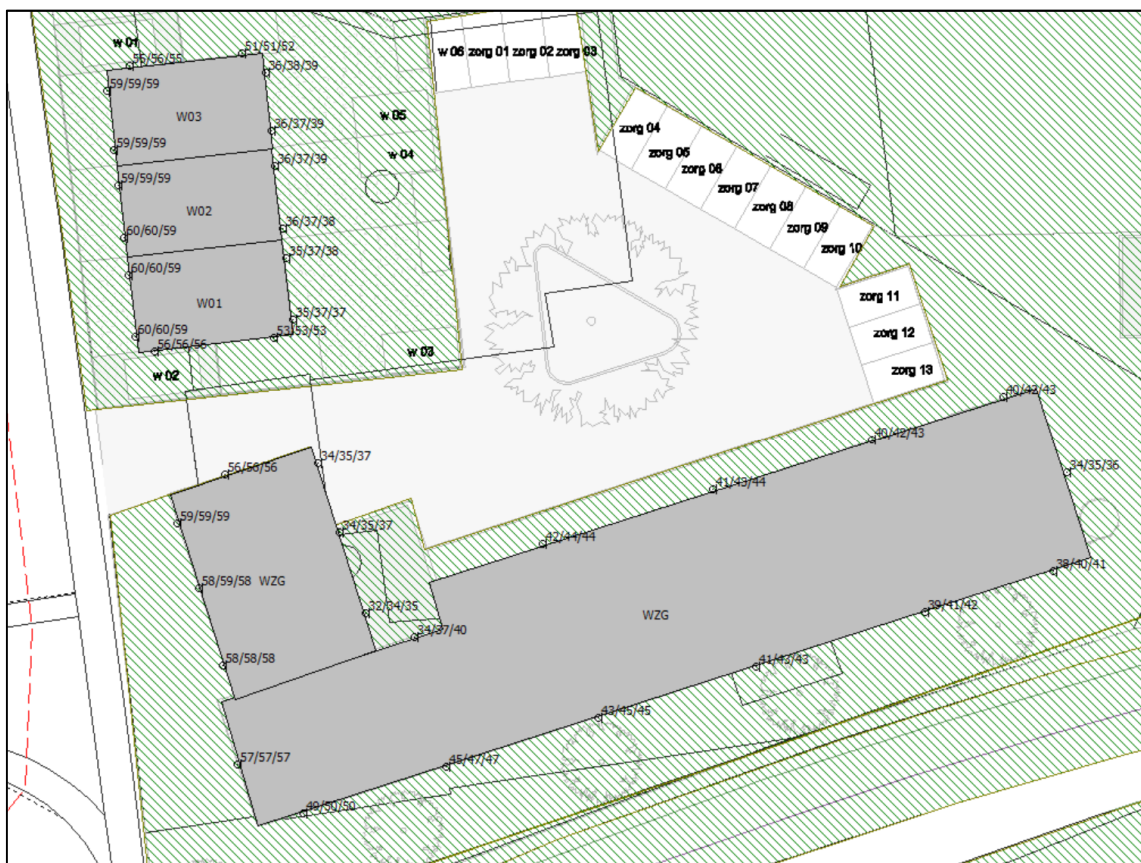 w 01
55/56/55
51/51/52
36/38/39
59/59/59
W03
59/59/59
36/37/39
36/37/39
59/59/59
W02
60/60/59
36/37/38
35/37/38
60/60/59
W01
35/37/37
60/60/59
56/56/56
53/53/53
w 02
w 03
w 05
w 04
w 06
zorg 01
zorg 02
zorg 03
zorg 04
zorg 05
zorg 06
zorg 07
zorg 08
zorg 09
zorg 10
zorg 11
zorg 12
zorg 13
56/56/56
34/35/37
59/59/59
34/35/37
58/59/58
WZG
32/34/35
58/58/58
34/37/40
57/57/57
49/50/50
45/47/47
43/45/45
41/43/43
39/41/42
38/40/41
34/35/36
40/42/43
40/42/43
41/43/44
42/44/44
WZG